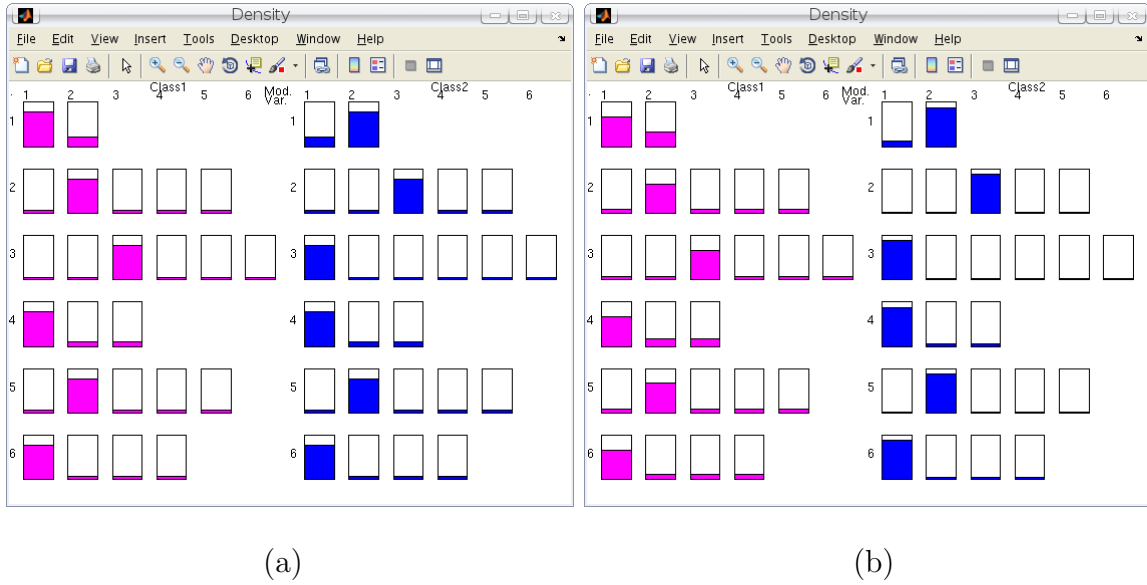 Density
File Edit View Insert Tools Desktop Window Help
Class1 Class2
1 2 3 4 5 6 Mod. 1 2 3 4 5 6
Var.
1 1
2 2
3 3
4 4
5 5
6 6
(a)
Density
File Edit View Insert Tools Desktop Window Help
Class1 Class2
1 2 3 4 5 6 Mod. 1 2 3 4 5 6
Var.
1 1
2 2
3 3
4 4
5 5
6 6
(b)